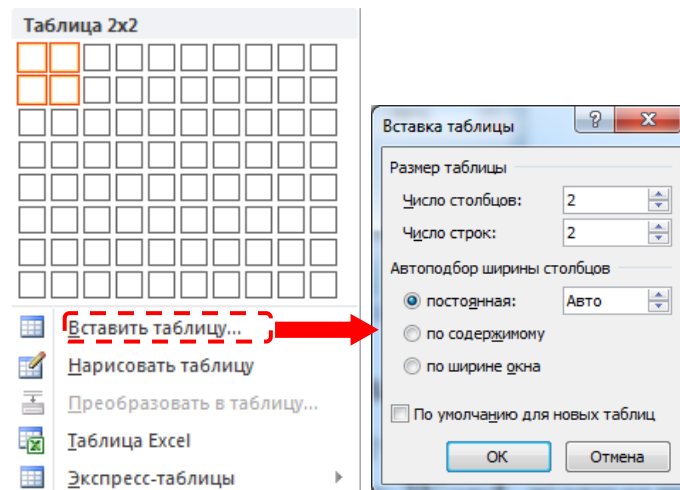 Таблица 2x2
Вставить таблицу...
Нарисовать таблицу
Преобразовать в таблицу...
Таблица Excel
Экспресс-таблицы
Вставка таблицы
?
Размер таблицы
Число столбцов: 2
Число строк: 2
Автоподбор ширины столбцов
постоянная: Авто
по содержимому
по ширине окна
По умолчанию для новых таблиц
ОК Отмена